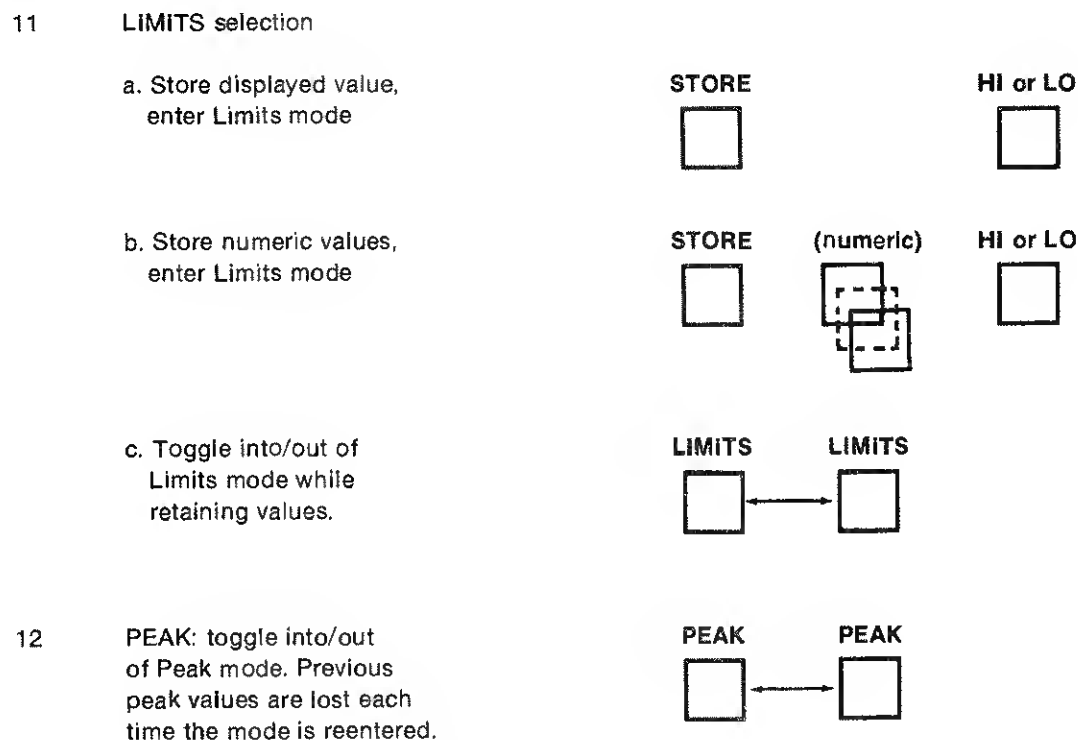 11 LiMiTS selection
a. Store displayed value, STORE HI or LO
enter Limits mode
b. Store numeric values, STORE (numeric) HI or LO
enter Limits mode
c. Toggle into/out of LIMiTS LIMiTS
Limits mode while
retaining values.
12 PEAK: toggle into/out PEAK PEAK
of Peak mode. Previous
peak values are lost each
time the mode is reentered.